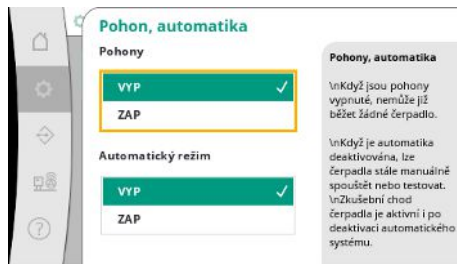 Pohon, automatika
Pohony
VYP
ZAP
Automatický režim
VYP
ZAP
Pohony, automatika
\nKdyž jsou pohony
vypnuté, nemůže již
běžet žádné čerpadlo.
\nKdyž je automatika
deaktivována, lze
čerpadla stále manuálně
spouštět nebo testovat.
\nZkušební chod
čerpadla je aktivní i po
deaktivaci automatického
systému.